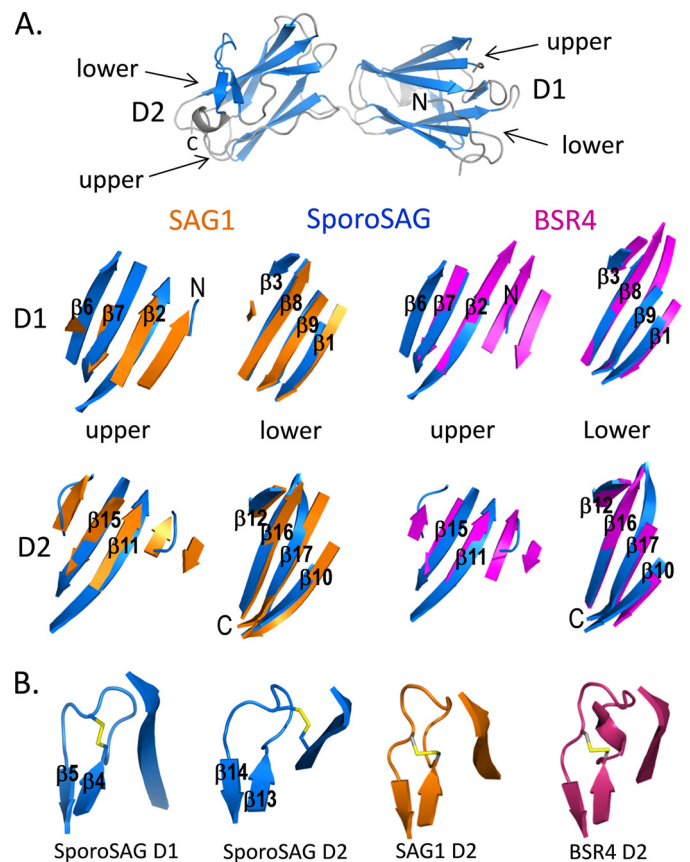 A.
upper
lower
D2
N
D1
C
lower
upper
SAG1 SporoSAG BSR4
D1
β6 β7 β2 N
β3 β8 β9 β1
β6 β7 β2 N
β3 β8 β9 β1
upper lower upper Lower
D2
β15 β11
β12 β16 β17 β10 C
β15 β11
β12 β16 β17 β10 C
B.
β5 β4
β14 β13
SporoSAG D1 SporoSAG D2 SAG1 D2 BSR4 D2